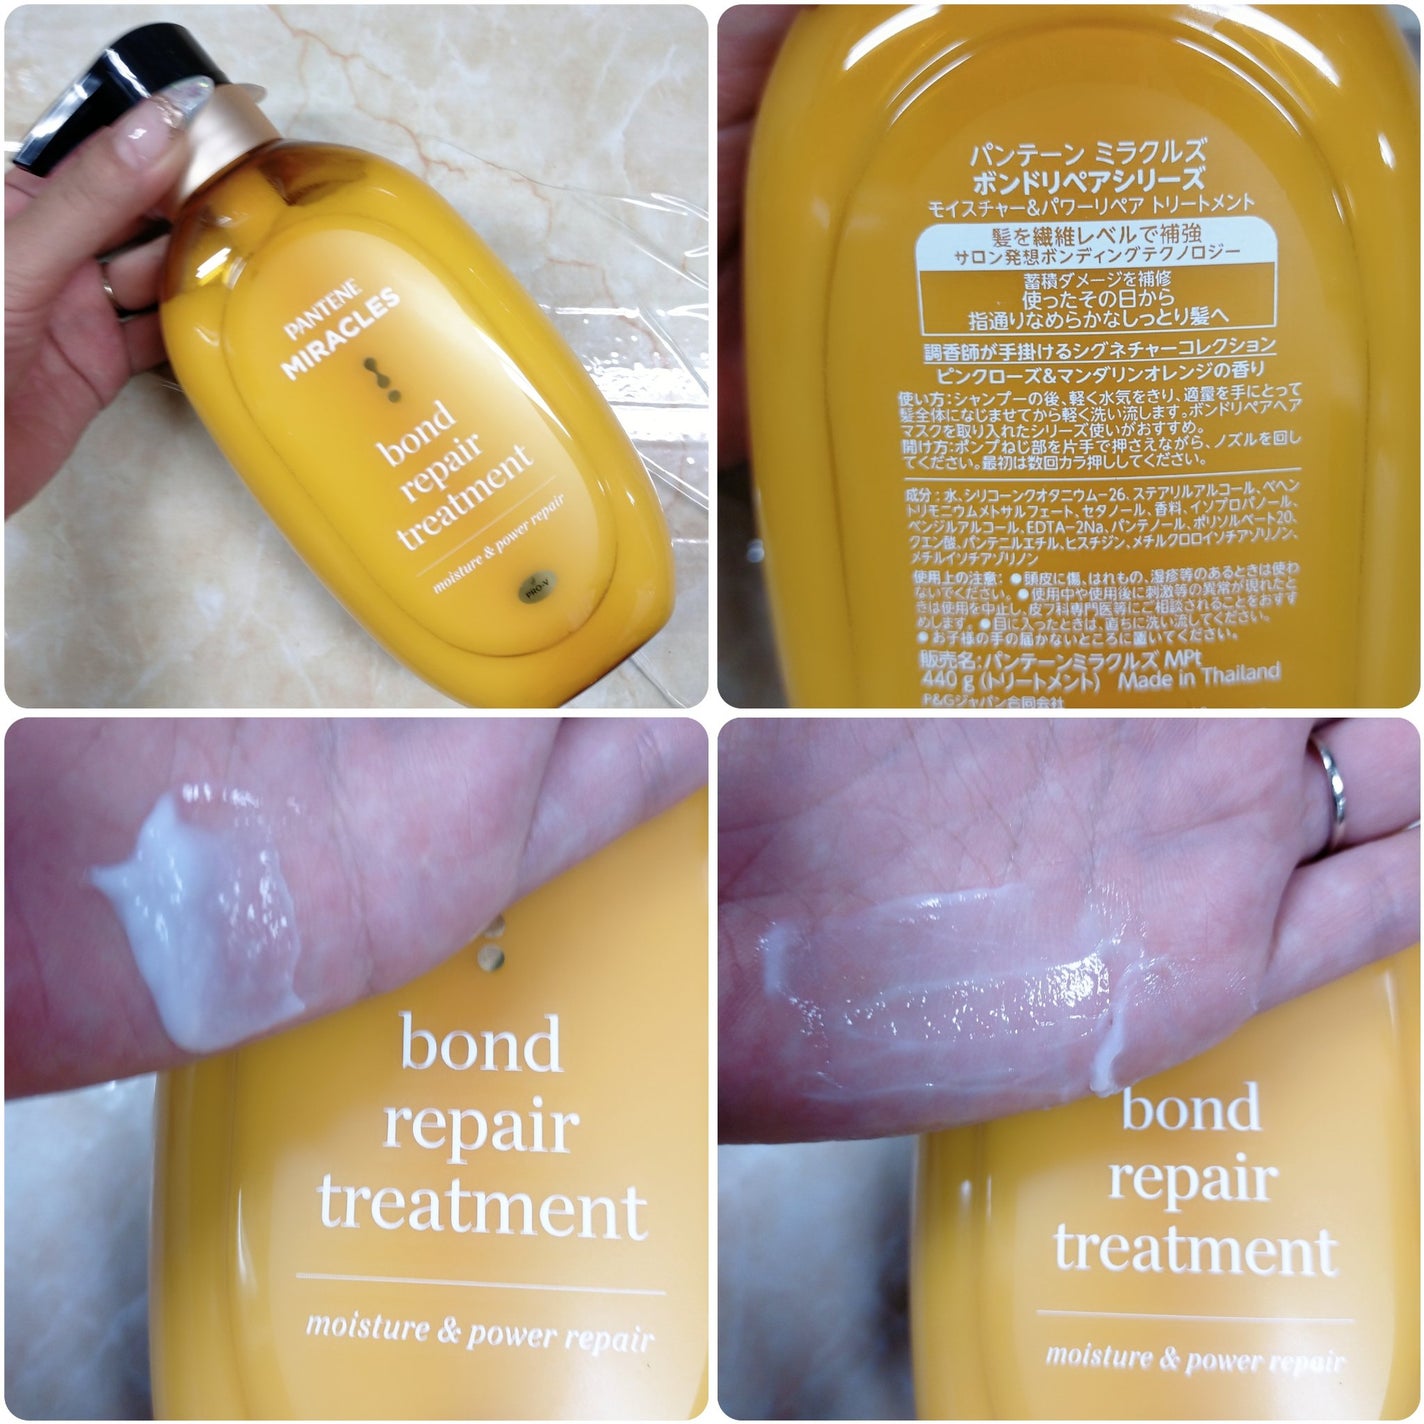 PANTENE
MIRACLES
bond
repair
treatment
moisture & power repair
PRO-V
パンテーン ミラクルズ
ボンドリペアシリーズ
モイスチャー&パワーリペア トリートメント
髪を繊維レベルで補強
サロン発想ボンディングテクノロジー
蓄積ダメージを補修
使ったその日から
指通りなめらかなしっとり髪へ
調香師が手掛けるシグネチャーコレクション
ピンクローズ&マンダリンオレンジの香り
使い方:シャンプーの後、軽く水気をきり、適量を手にとって
髪全体になじませてから軽く洗い流します。ボンドリペアヘア
マスクを取り入れたシリーズ使いがおすすめ。
開け方:ポンプねじ部を片手で押さえながら、ノズルを回し
てください。最初は数回カラ押ししてください。
成分:水、シリコーンクオタニウム-26、ステアリルアルコール、ベヘン
トリモニウムメトサルフェート、セタノール、香料、イソプロパノール、
ベンジルアルコール、EDTA-2Na、パンテノール、ポリソルベート20、
クエン酸、パンテニルエチル、ヒスチジン、メチルクロロイソチアゾリノン、
メチルイソチアゾリノン
使用上の注意: ●頭皮に傷、はれもの、湿疹等のあるときは使わ
ないでください。●使用中や使用後に刺激等の異常が現れたと
きは使用を中止し、皮フ科専門医等にご相談されることをおすす
めします。●目に入ったときは、直ちに洗い流してください。
●お子様の手の届かないところに置いてください。
販売名:パンテーンミラクルズ MPt
440 g (トリートメント) Made in Thailand
P&Gジャパン合同会社
bond
repair
treatment
moisture & power repair
bond
repair
treatment
moisture & power repair